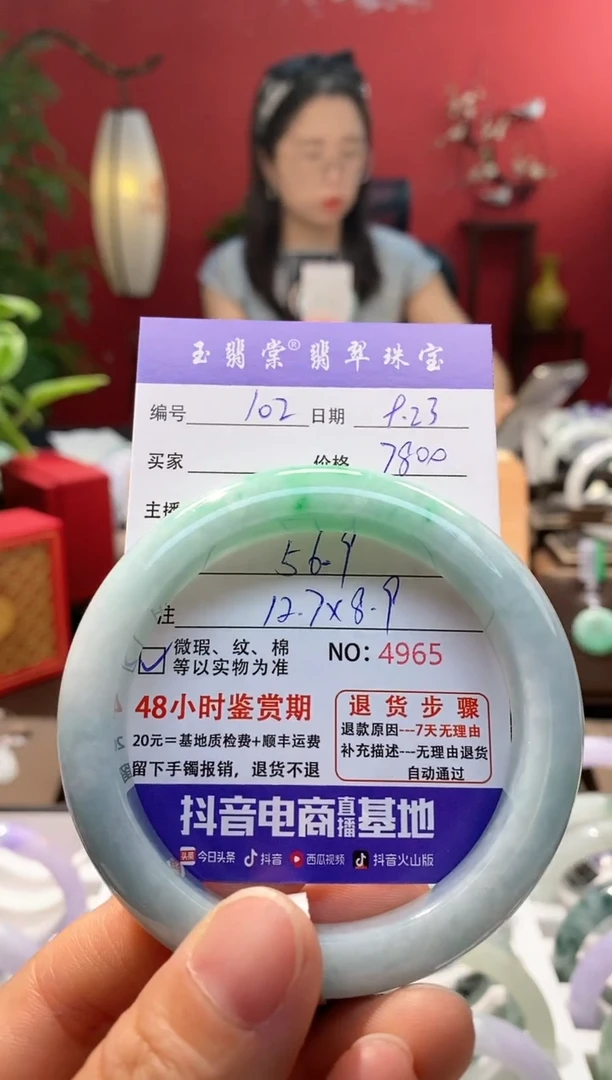 玉翡棠®翡翠珠宝
编号 102 日期 9.23
买家 价格 7800
主播
56.9
注 12.7x8.9
微瑕、纹、棉
等以实物为准
NO: 4965
48小时鉴赏期
20元=基地质检费+顺丰运费
留下手镯报销，退货不退
退货步骤
退款原因---7天无理由
补充描述---无理由退货
自动通过
抖音电商直播基地
头条 今日头条 抖音 西瓜视频 抖音火山版